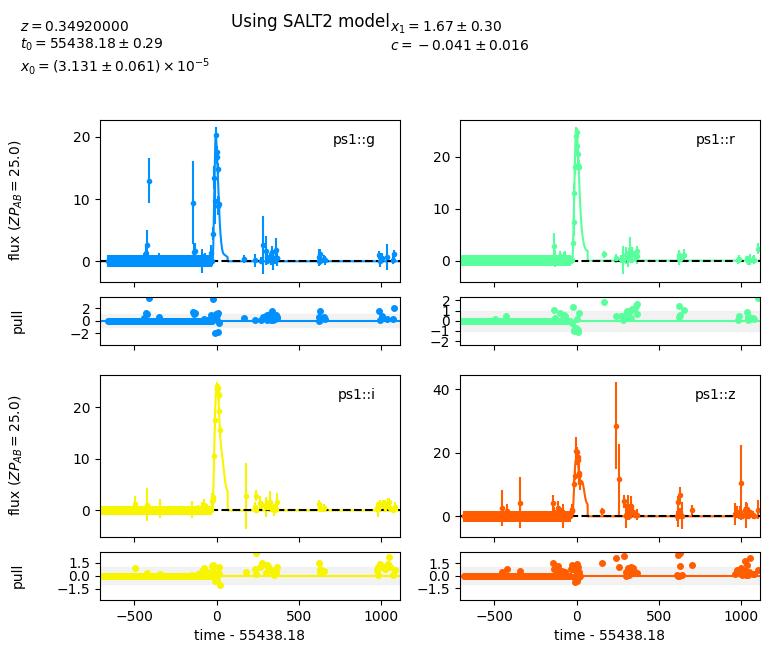 Using SALT2 model
z = 0.34920000
t₀ = 55438.18 ± 0.29
x₀ = (3.131 ± 0.061) × 10⁻⁵
x₁ = 1.67 ± 0.30
c = −0.041 ± 0.016
flux (ZP_AB = 25.0)
20
10
0
ps1::g
20
10
0
ps1::r
pull
2
0
−2
2
1
0
−1
−2
flux (ZP_AB = 25.0)
20
10
0
ps1::i
40
20
0
ps1::z
pull
1.5
0.0
−1.5
1.5
0.0
−1.5
−500 0 500 1000
−500 0 500 1000
time - 55438.18
time - 55438.18